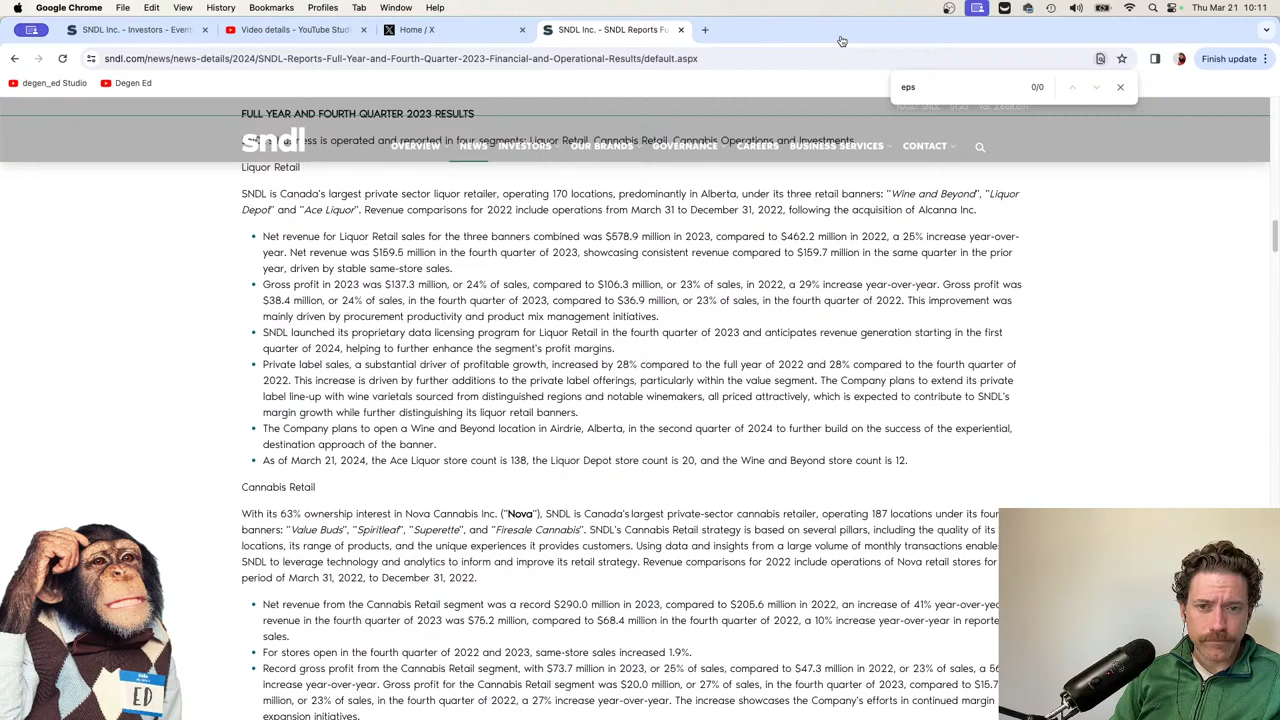 Google Chrome File Edit View History Bookmarks Profiles Tab Window Help Thu Mar 21 10:11
SNDL Inc. - Investors - Event
Video details - YouTube Studi
Home / X
SNDL Inc. - SNDL Reports Fu
sndl.com/news/news-details/2024/SNDL-Reports-Full-Year-and-Fourth-Quarter-2023-Financial-and-Operational-Results/default.aspx
Finish update
degen_ed Studio Degen Ed
eps 0/0
FULL YEAR AND FOURTH QUARTER 2023 RESULTS
business is operated and reported in four segments: Liquor Retail, Cannabis Retail, Cannabis Operations and Investments.
sndl
OVERVIEW NEWS INVESTORS OUR BRANDS GOVERNANCE CAREERS BUSINESS SERVICES CONTACT
Liquor Retail
SNDL is Canada's largest private sector liquor retailer, operating 170 locations, predominantly in Alberta, under its three retail banners: "Wine and Beyond", "Liquor
Depot" and "Ace Liquor". Revenue comparisons for 2022 include operations from March 31 to December 31, 2022, following the acquisition of Alcanna Inc.
• Net revenue for Liquor Retail sales for the three banners combined was $578.9 million in 2023, compared to $462.2 million in 2022, a 25% increase year-over-
year. Net revenue was $159.5 million in the fourth quarter of 2023, showcasing consistent revenue compared to $159.7 million in the same quarter in the prior
year, driven by stable same-store sales.
• Gross profit in 2023 was $137.3 million, or 24% of sales, compared to $106.3 million, or 23% of sales, in 2022, a 29% increase year-over-year. Gross profit was
$38.4 million, or 24% of sales, in the fourth quarter of 2023, compared to $36.9 million, or 23% of sales, in the fourth quarter of 2022. This improvement was
mainly driven by procurement productivity and product mix management initiatives.
• SNDL launched its proprietary data licensing program for Liquor Retail in the fourth quarter of 2023 and anticipates revenue generation starting in the first
quarter of 2024, helping to further enhance the segment's profit margins.
• Private label sales, a substantial driver of profitable growth, increased by 28% compared to the full year of 2022 and 28% compared to the fourth quarter of
2022. This increase is driven by further additions to the private label offerings, particularly within the value segment. The Company plans to extend its private
label line-up with wine varietals sourced from distinguished regions and notable winemakers, all priced attractively, which is expected to contribute to SNDL's
margin growth while further distinguishing its liquor retail banners.
• The Company plans to open a Wine and Beyond location in Airdrie, Alberta, in the second quarter of 2024 to further build on the success of the experiential,
destination approach of the banner.
• As of March 21, 2024, the Ace Liquor store count is 138, the Liquor Depot store count is 20, and the Wine and Beyond store count is 12.
Cannabis Retail
With its 63% ownership interest in Nova Cannabis Inc. ("Nova"), SNDL is Canada's largest private-sector cannabis retailer, operating 187 locations under its four
banners: "Value Buds", "Spiritleaf", "Superette", and "Firesale Cannabis". SNDL's Cannabis Retail strategy is based on several pillars, including the quality of its
locations, its range of products, and the unique experiences it provides customers. Using data and insights from a large volume of monthly transactions enable
SNDL to leverage technology and analytics to inform and improve its retail strategy. Revenue comparisons for 2022 include operations of Nova retail stores for
period of March 31, 2022, to December 31, 2022.
• Net revenue from the Cannabis Retail segment was a record $290.0 million in 2023, compared to $205.6 million in 2022, an increase of 41% year-over-ye
revenue in the fourth quarter of 2023 was $75.2 million, compared to $68.4 million in the fourth quarter of 2022, a 10% increase year-over-year in reporte
sales.
• For stores open in the fourth quarter of 2022 and 2023, same-store sales increased 1.9%.
• Record gross profit from the Cannabis Retail segment, with $73.7 million in 2023, or 25% of sales, compared to $47.3 million in 2022, or 23% of sales, a 56
increase year-over-year. Gross profit for the Cannabis Retail segment was $20.0 million, or 27% of sales, in the fourth quarter of 2023, compared to $15.7
million, or 23% of sales, in the fourth quarter of 2022, a 27% increase year-over-year. The increase showcases the Company's efforts in continued margin
expansion initiatives.
ED